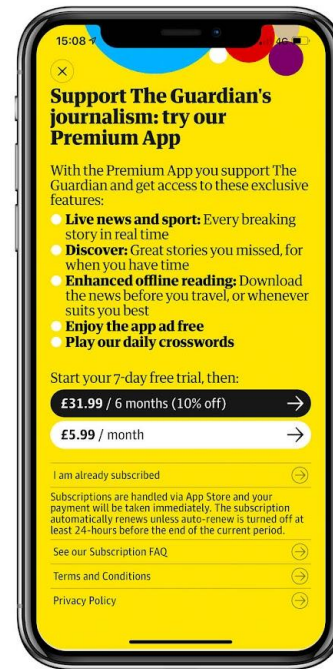 15:08
4G
Support The Guardian's
journalism: try our
Premium App
With the Premium App you support The
Guardian and get access to these exclusive
features:
Live news and sport: Every breaking
story in real time
Discover: Great stories you missed, for
when you have time
Enhanced offline reading: Download
the news before you travel, or whenever
suits you best
Enjoy the app ad free
Play our daily crosswords
Start your 7-day free trial, then:
£31.99 / 6 months (10% off)
£5.99 / month
I am already subscribed
Subscriptions are handled via App Store and your
payment will be taken immediately. The subscription
automatically renews unless auto-renew is turned off at
least 24-hours before the end of the current period.
See our Subscription FAQ
Terms and Conditions
Privacy Policy